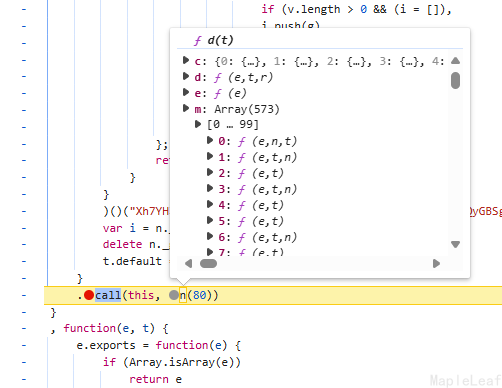 if (v.length > 0 && (i = []),
i.push(g)
ƒ d(t)
c: {0: {…}, 1: {…}, 2: {…}, 3: {…}, 4:
d: ƒ (e,t,r)
e: ƒ (e)
m: Array(573)
[0 … 99]
0: ƒ (e,n,t)
1: ƒ (e,t,n)
2: ƒ (e,t)
3: ƒ (e,t,n)
4: ƒ (e,t)
5: ƒ (e,t)
6: ƒ (e,t,n)
7: ƒ (e,t)
};
re
}
}
)()("Xh7YH
yGBSg
var i = n._
delete n._
t.default
}
.call(this, n(80))
}
, function(e, t) {
e.exports = function(e) {
if (Array.isArray(e))
return e
MapleLeaf